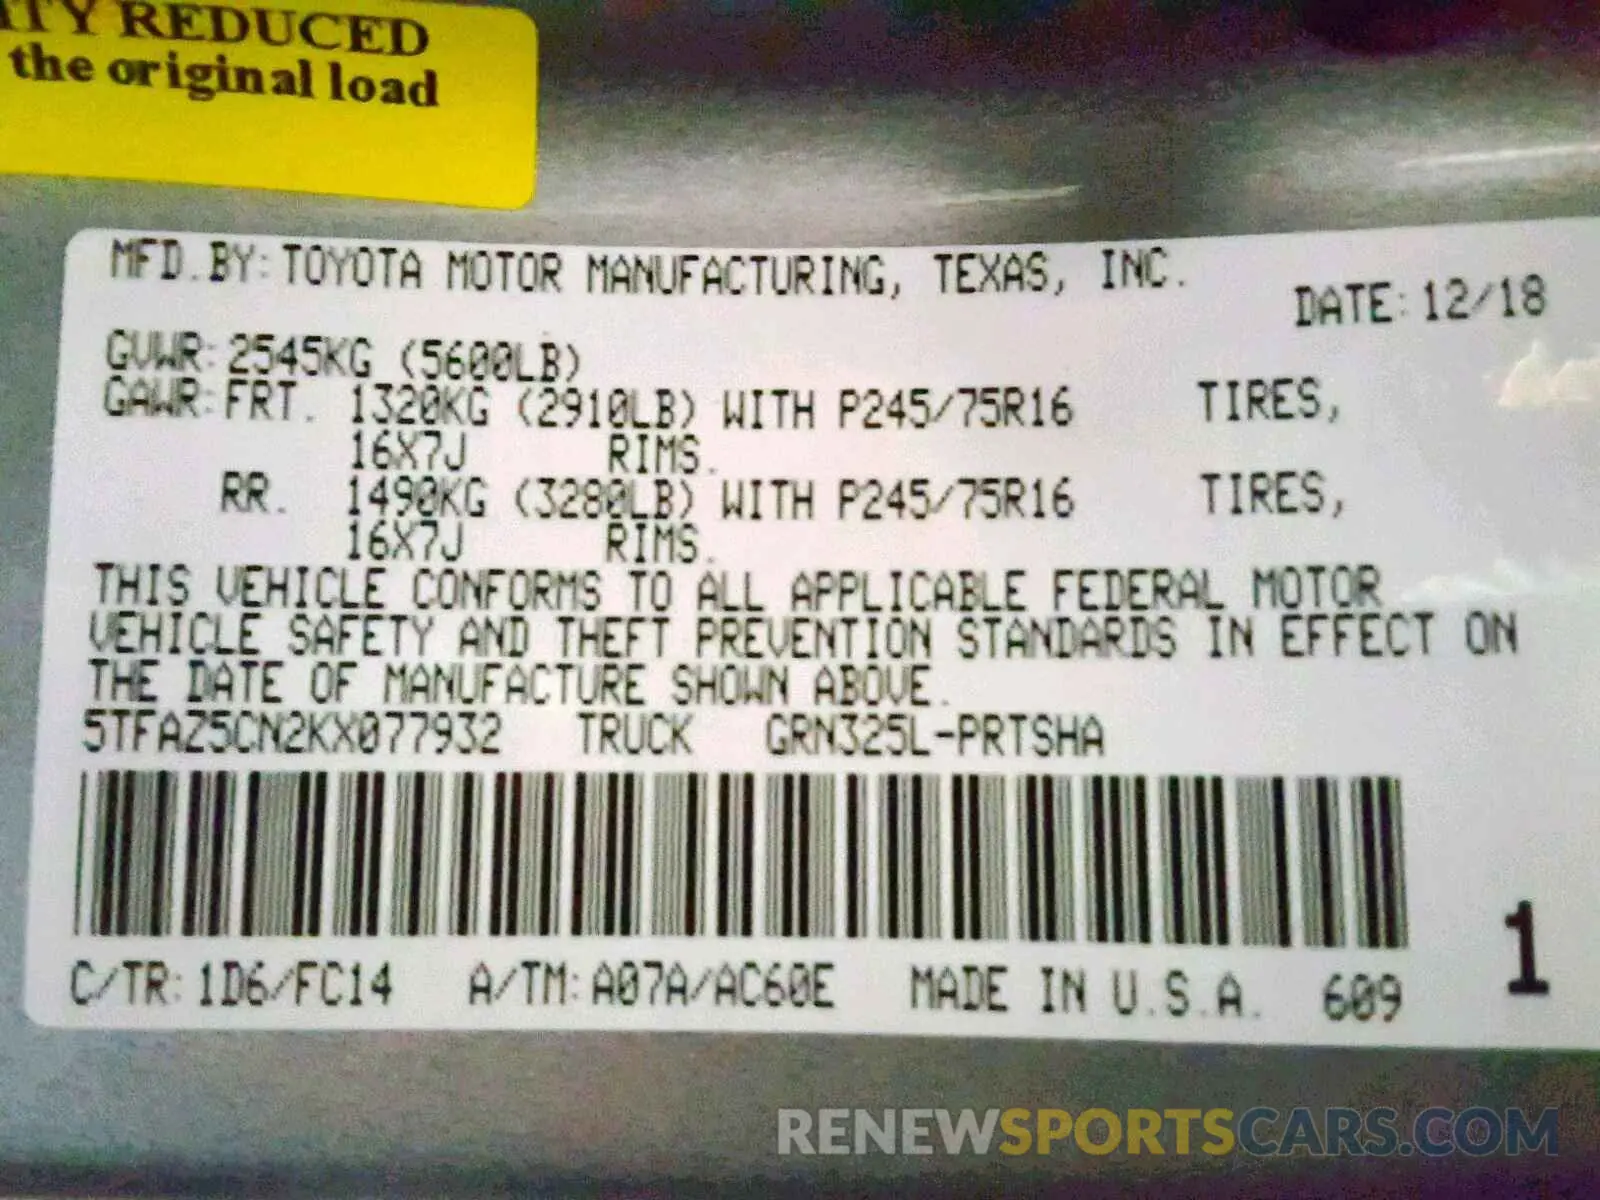 REDUCED
the original load
MFD.BY:TOYOTA MOTOR MANUFACTURING, TEXAS, INC.
DATE:12/18
GVWR:2545KG (5600LB)
GAWR:FRT. 1320KG (2910LB) WITH P245/75R16 TIRES,
16X7J RIMS.
RR. 1490KG (3280LB) WITH P245/75R16 TIRES,
16X7J RIMS.
THIS VEHICLE CONFORMS TO ALL APPLICABLE FEDERAL MOTOR
VEHICLE SAFETY AND THEFT PREVENTION STANDARDS IN EFFECT ON
THE DATE OF MANUFACTURE SHOWN ABOVE.
5TFAZ5CN2KX077932 TRUCK GRN325L-PRTSHA
C/TR:1D6/FC14 A/TM:A07A/AC60E MADE IN U.S.A. 609
1
RENEWSPORTSCARS.COM